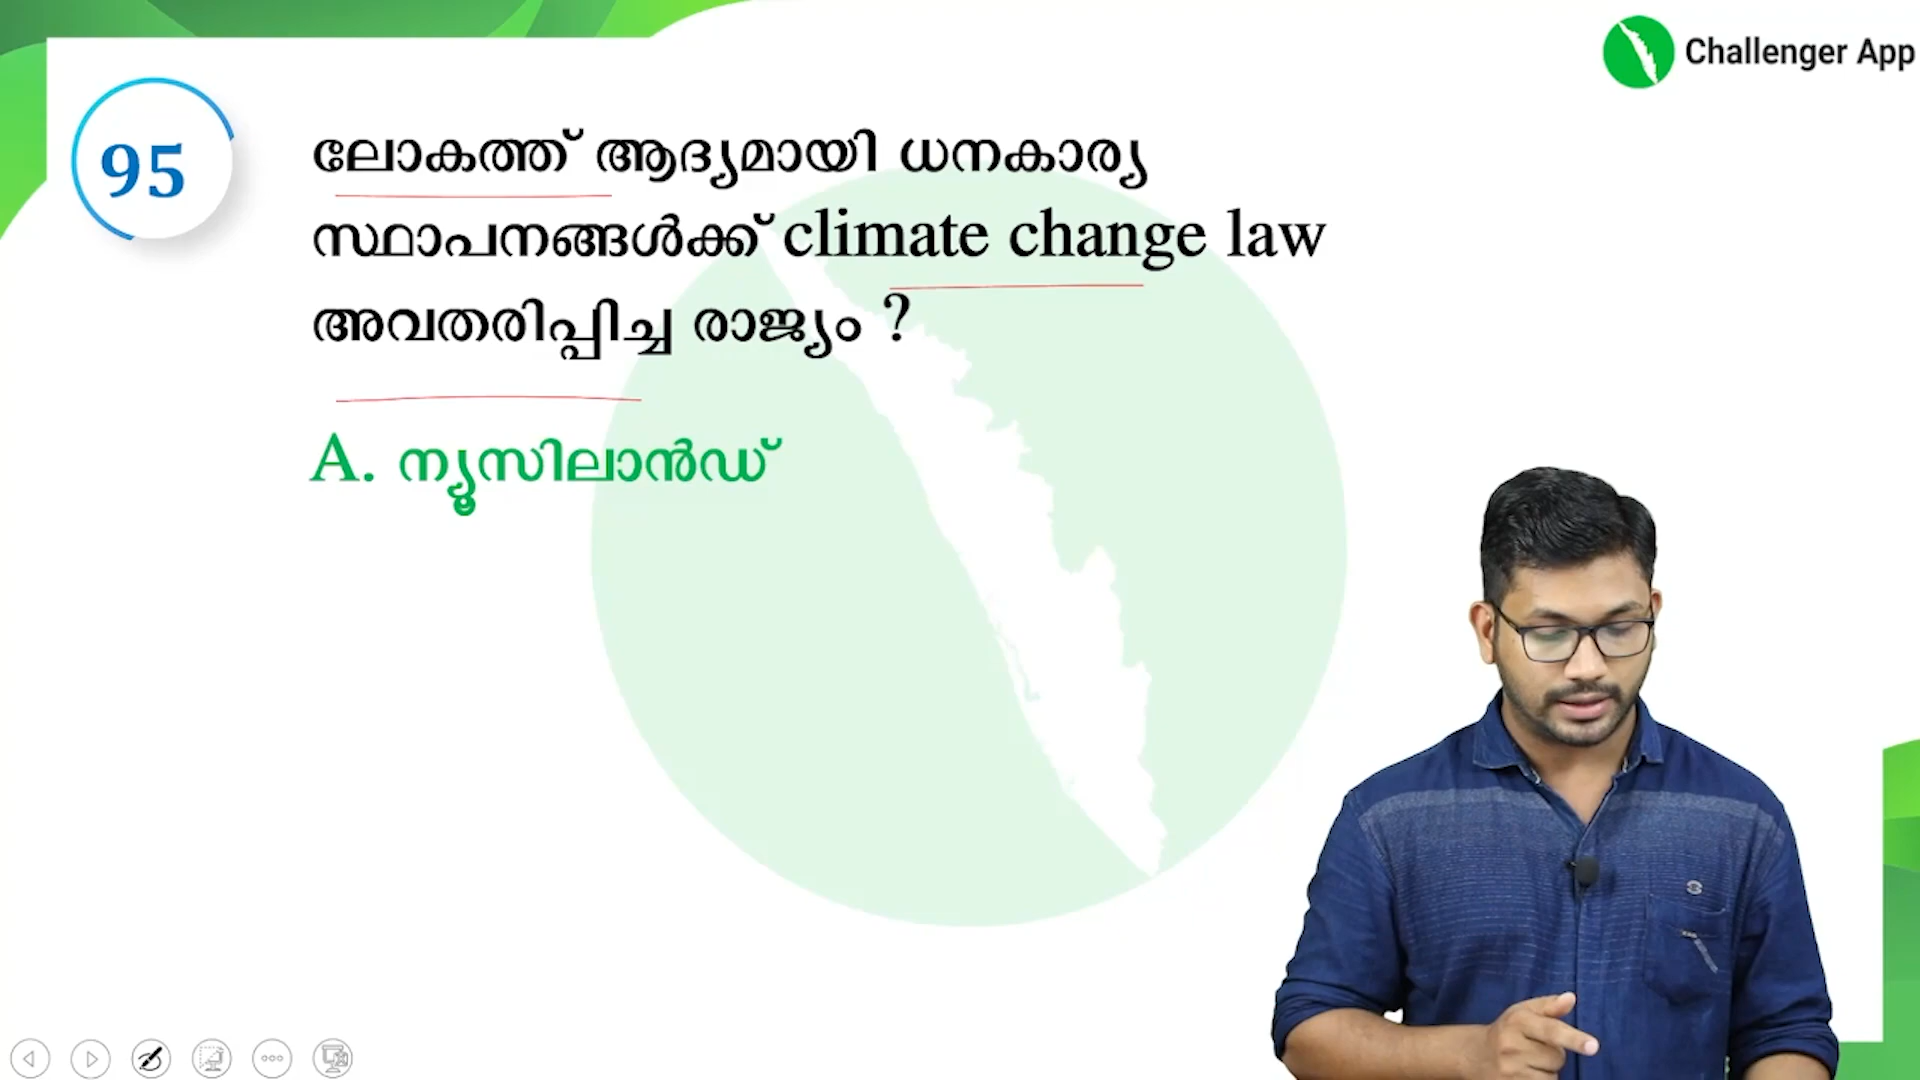 Challenger App
95
ലോകത്ത് ആദ്യമായി ധനകാര്യ
സ്ഥാപനങ്ങൾക്ക് climate change law
അവതരിപ്പിച്ച രാജ്യം ?
A. ന്യൂസിലാൻഡ്